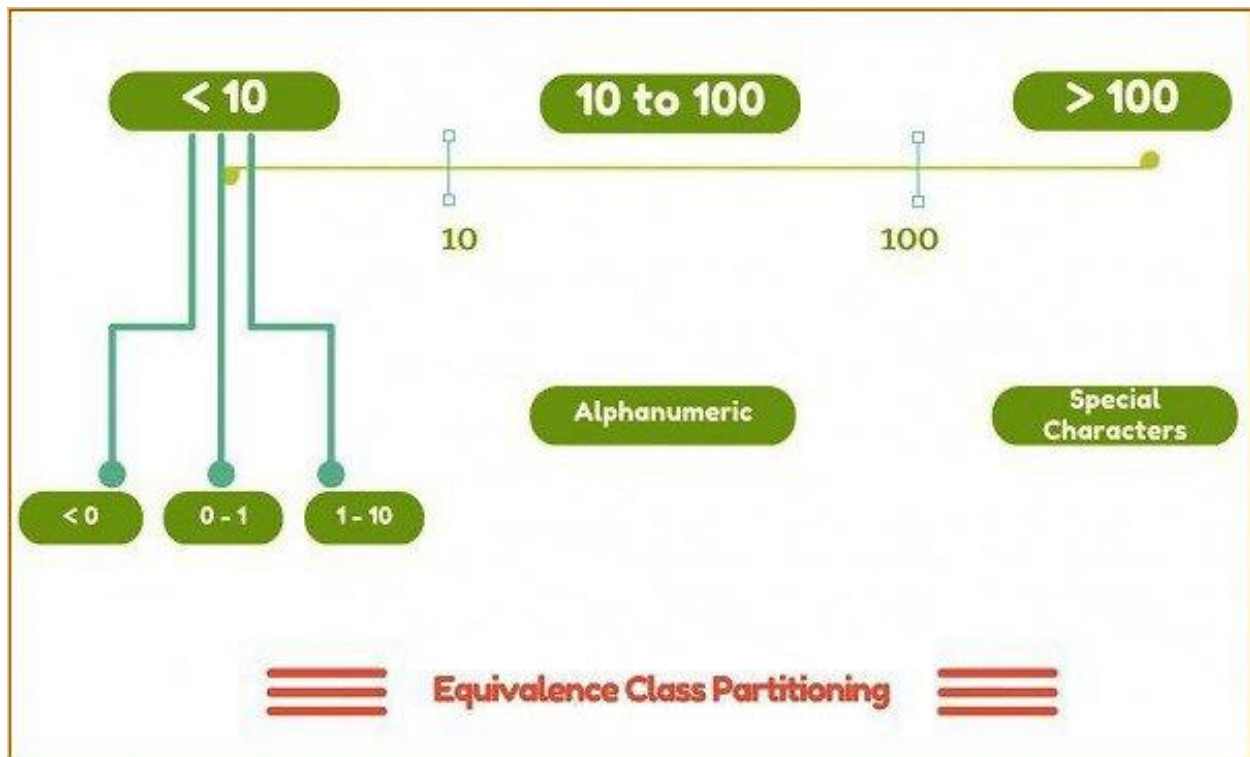 < 10
10 to 100
> 100
10
100
Alphanumeric
Special
Characters
< 0
0 - 1
1 - 10
Equivalence Class Partitioning